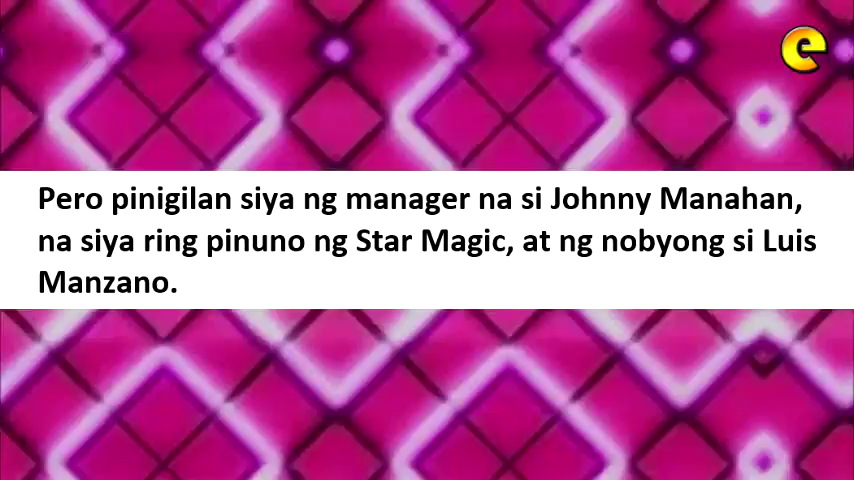 e
Pero pinigilan siya ng manager na si Johnny Manahan,
na siya ring pinuno ng Star Magic, at ng nobyong si Luis
Manzano.